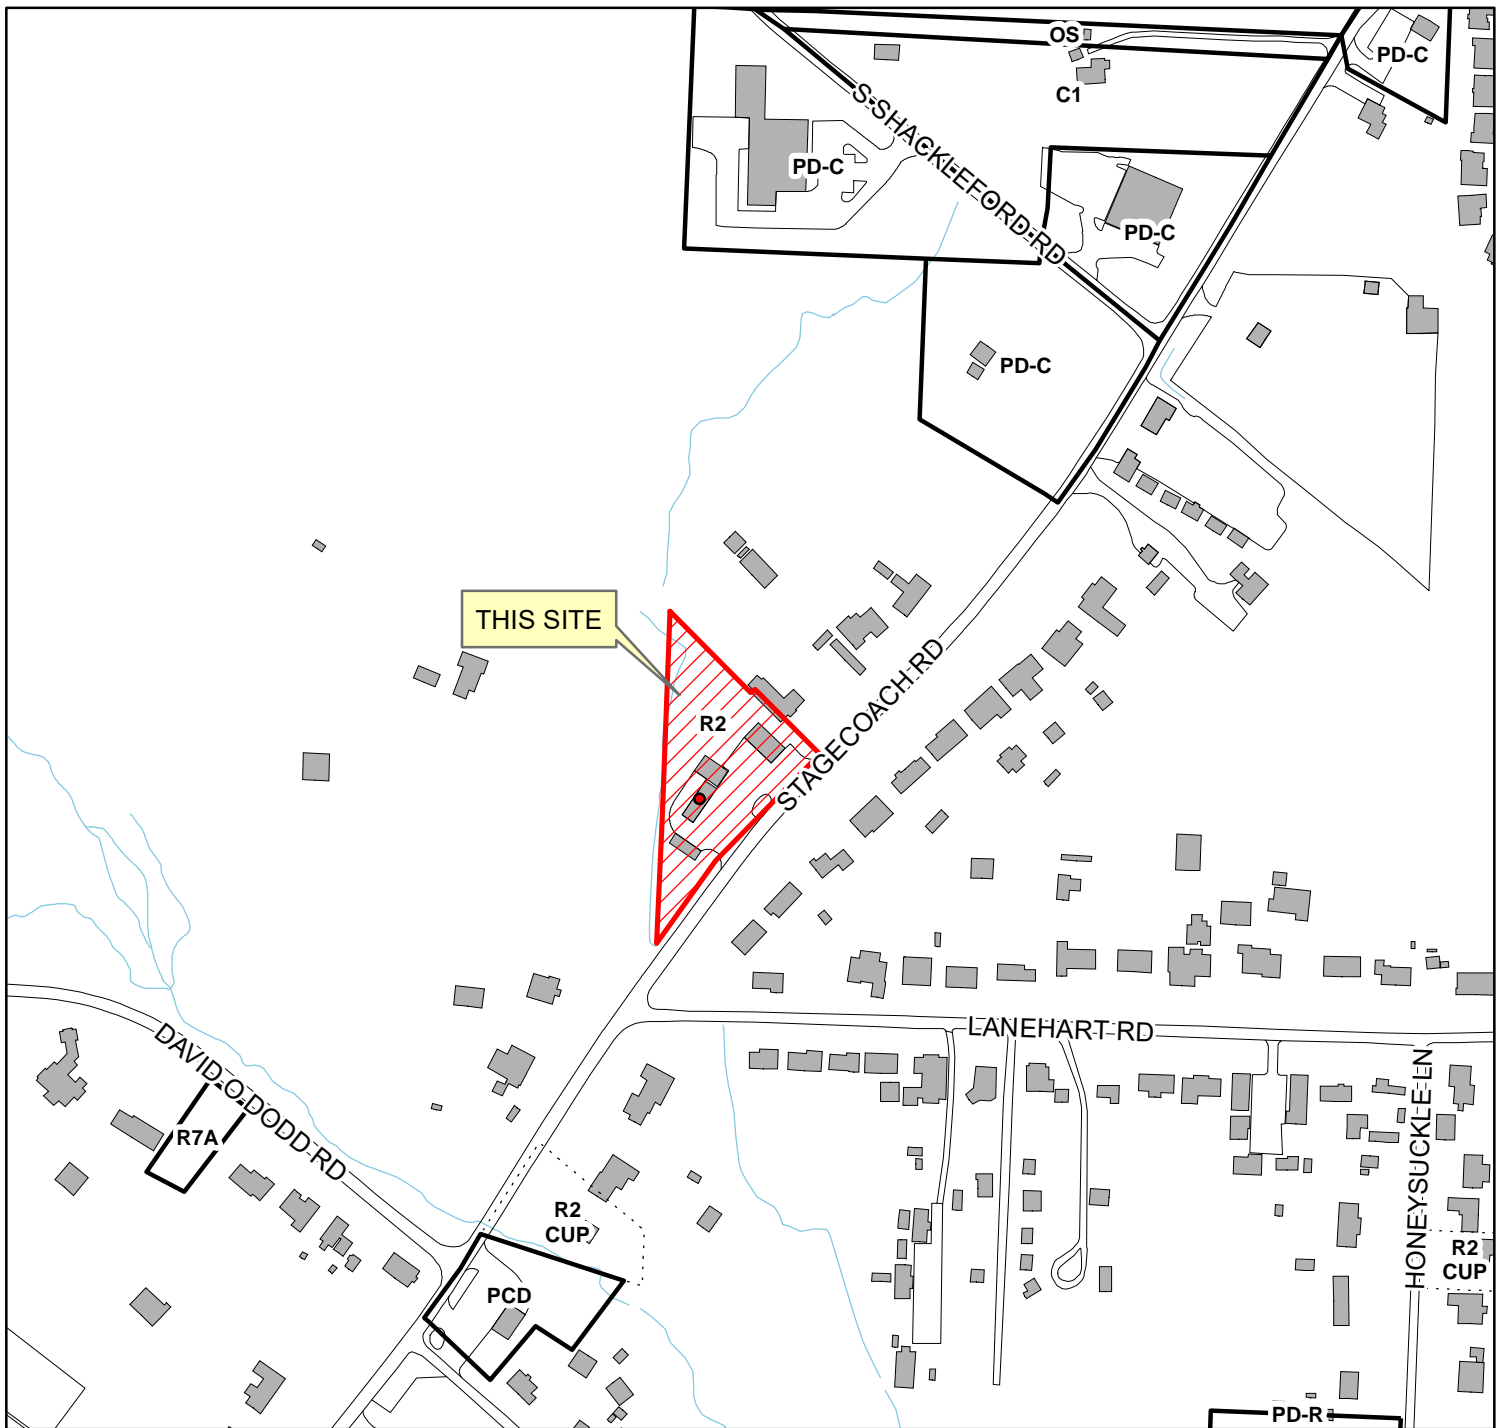 OS
PD-C
C1
S SHACKLEFORD RD
PD-C
PD-C
PD-C
THIS SITE
STAGECOACH RD
R2
LANEHART RD
DAVID O DODD RD
R7A
HONEYSUCKLE LN
R2
CUP
R2
CUP
PCD
PD-R